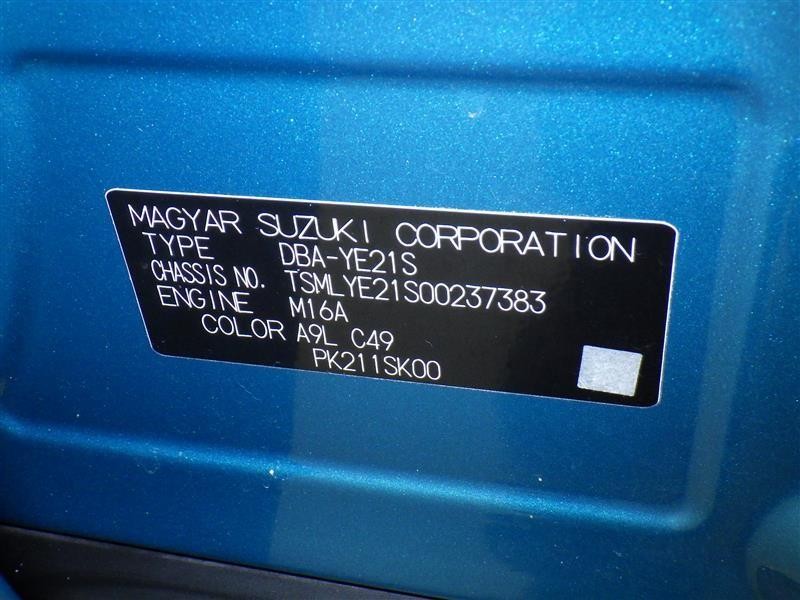 MAGYAR SUZUKI CORPORATION
TYPE DBA-YE21S
CHASSIS NO. TSMLYE21S00237383
ENGINE M16A
COLOR A9L C49
PK211SK00